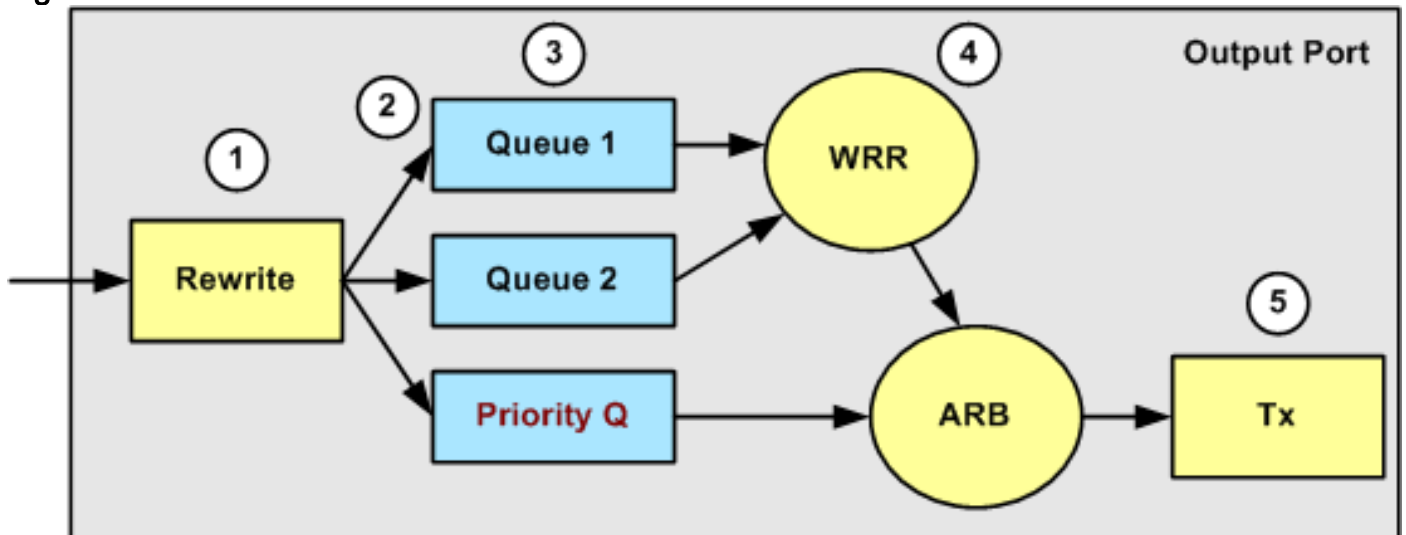 3
4
Output Port
2
Queue 1
1
WRR
Rewrite
Queue 2
5
Priority Q
ARB
Tx